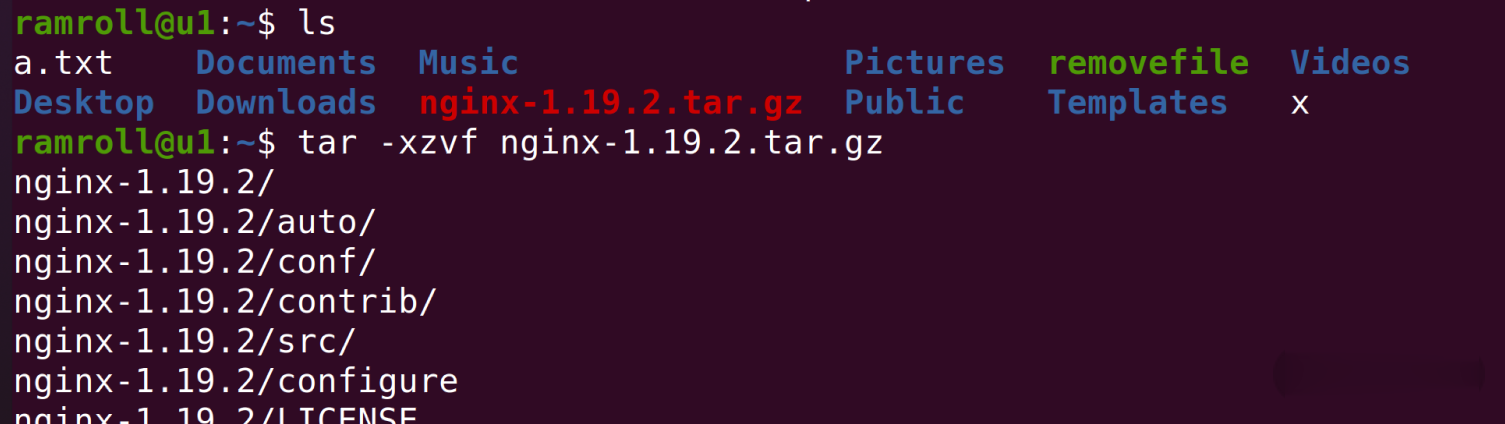 ramroll@u1:~$ ls
a.txt Documents Music Pictures removefile Videos
Desktop Downloads nginx-1.19.2.tar.gz Public Templates x
ramroll@u1:~$ tar -xzvf nginx-1.19.2.tar.gz
nginx-1.19.2/
nginx-1.19.2/auto/
nginx-1.19.2/conf/
nginx-1.19.2/contrib/
nginx-1.19.2/src/
nginx-1.19.2/configure
nginx-1.19.2/LICENSE